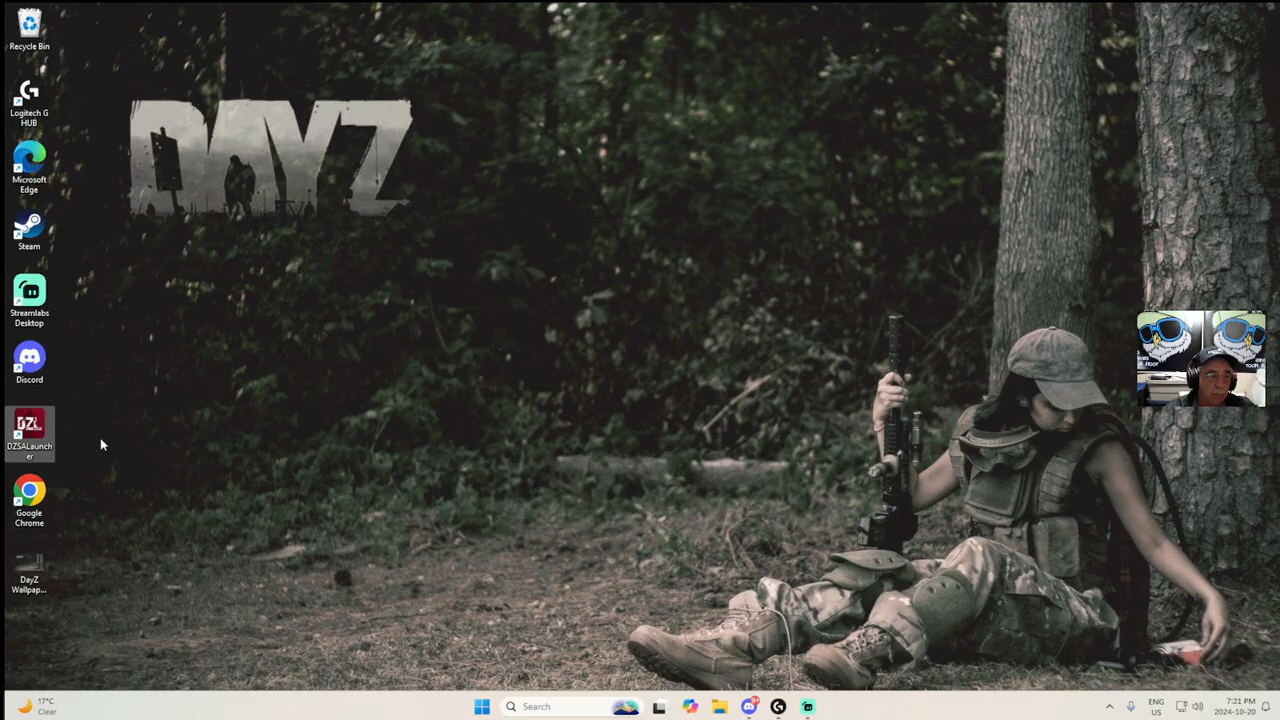 Recycle Bin
Logitech G
HUB
Microsoft
Edge
Steam
Streamlabs
Desktop
Discord
DZL
DZSALaunch
er
Google
Chrome
DayZ
Wallpap...
DAYZ
17°C
Clear
Search
ENG
US
7:21 PM
2024-10-20